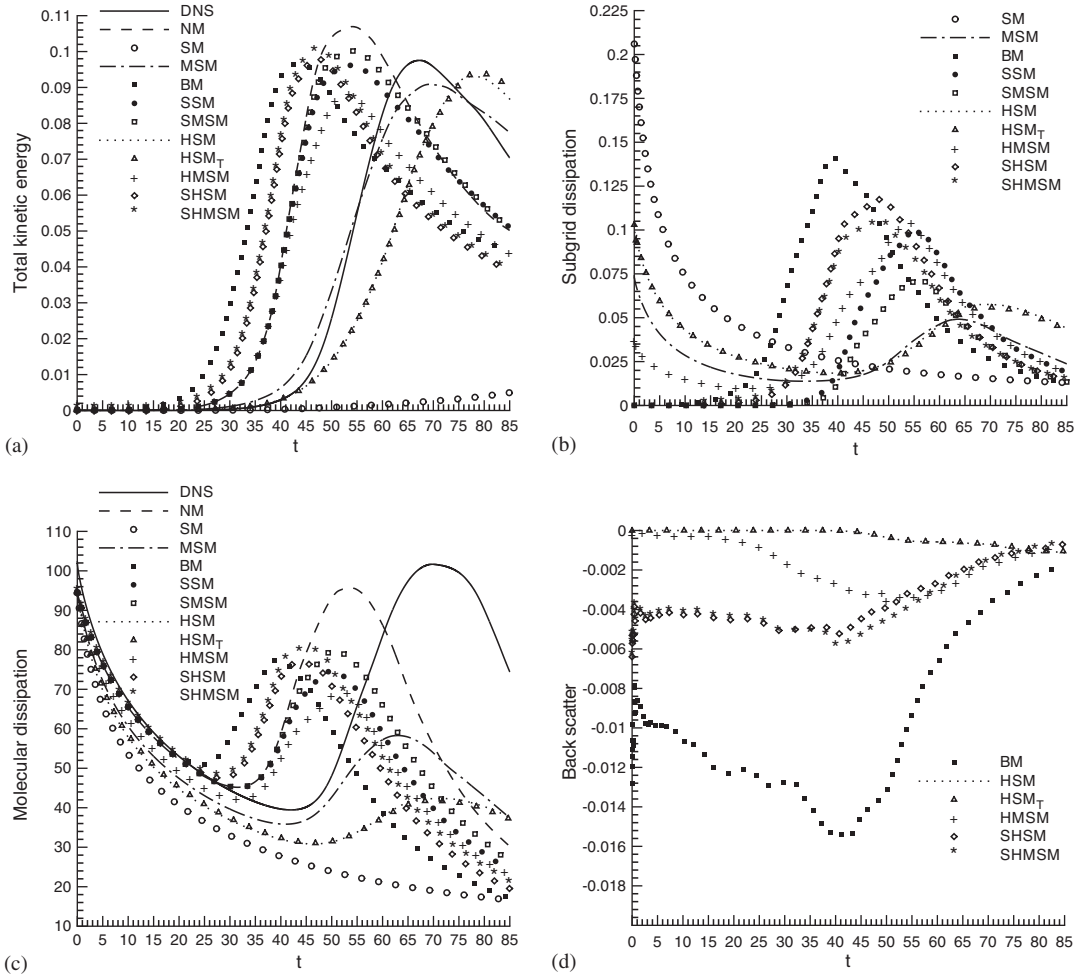 DNS
NM
SM
MSM
BM
SSM
SMSM
HSM
HSM_T
HMSM
SHSM
SHMSM
Total kinetic energy
0.11
0.1
0.09
0.08
0.07
0.06
0.05
0.04
0.03
0.02
0.01
0
0 5 10 15 20 25 30 35 40 45 50 55 60 65 70 75 80 85
t
(a)
SM
MSM
BM
SSM
SMSM
HSM
HSM_T
HMSM
SHSM
SHMSM
Subgrid dissipation
0.225
0.2
0.175
0.15
0.125
0.1
0.075
0.05
0.025
0
0 5 10 15 20 25 30 35 40 45 50 55 60 65 70 75 80 85
t
(b)
DNS
NM
SM
MSM
BM
SSM
SMSM
HSM
HSM_T
HMSM
SHSM
SHMSM
Molecular dissipation
110
100
90
80
70
60
50
40
30
20
10
0 5 10 15 20 25 30 35 40 45 50 55 60 65 70 75 80 85
t
(c)
Back scatter
0
-0.002
-0.004
-0.006
-0.008
-0.01
-0.012
-0.014
-0.016
-0.018
0 5 10 15 20 25 30 35 40 45 50 55 60 65 70 75 80 85
t
BM
HSM
HSM_T
HMSM
SHSM
SHMSM
(d)